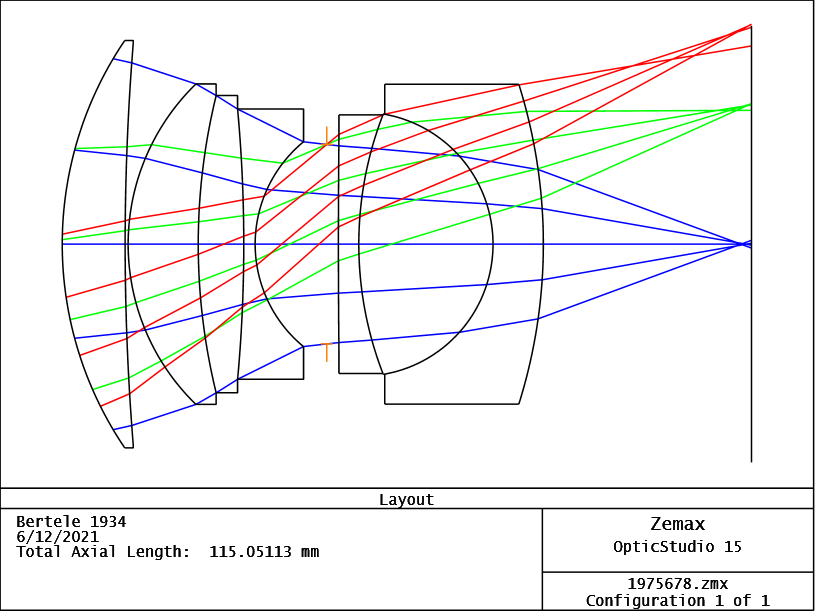 Layout
Bertele 1934
6/12/2021
Total Axial Length:  115.05113 mm
Zemax
OpticStudio 15
1975678.zmx
Configuration 1 of 1